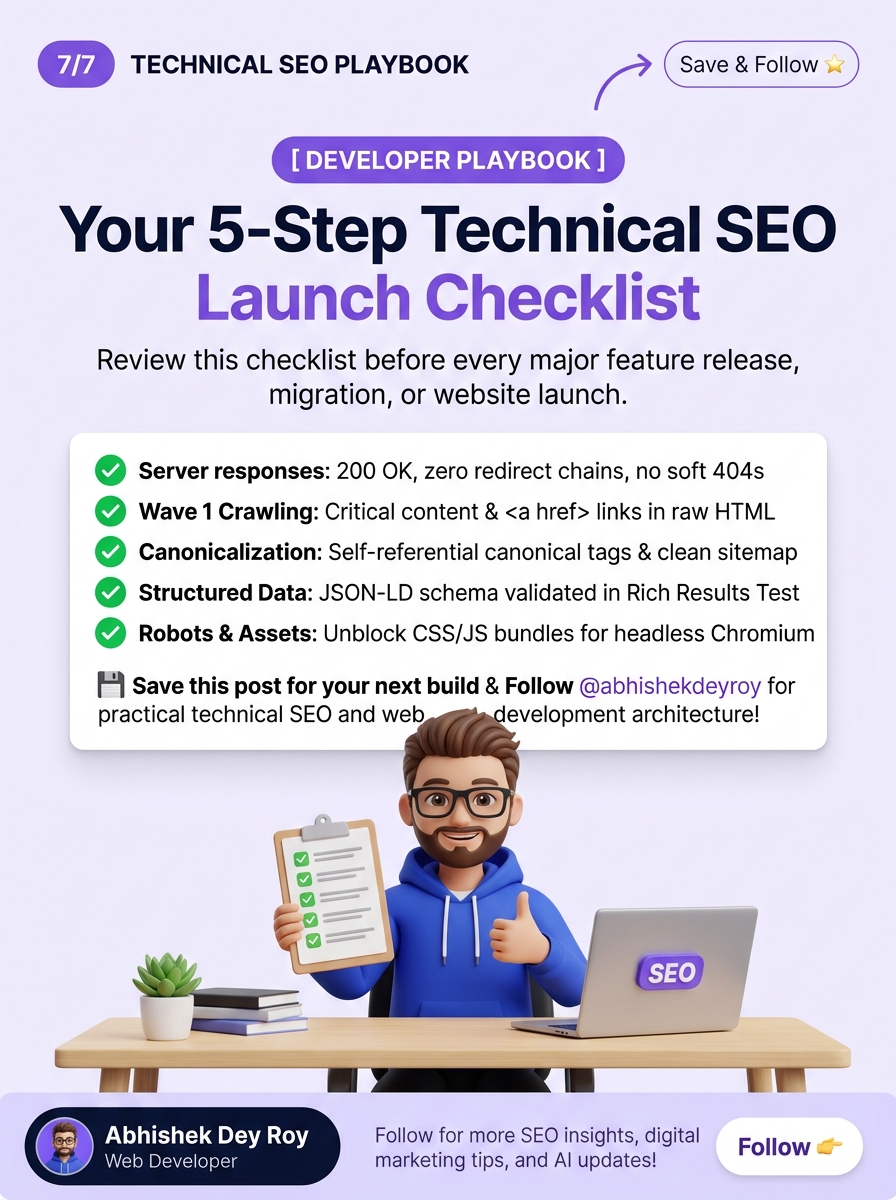 7/7 TECHNICAL SEO PLAYBOOK
Save & Follow ⭐
[ DEVELOPER PLAYBOOK ]
Your 5-Step Technical SEO
Launch Checklist
Review this checklist before every major feature release,
migration, or website launch.
Server responses: 200 OK, zero redirect chains, no soft 404s
Wave 1 Crawling: Critical content & <a href> links in raw HTML
Canonicalization: Self-referential canonical tags & clean sitemap
Structured Data: JSON-LD schema validated in Rich Results Test
Robots & Assets: Unblock CSS/JS bundles for headless Chromium
💾 Save this post for your next build & Follow @abhishekdeyroy for
practical technical SEO and web development architecture!
SEO
Abhishek Dey Roy
Web Developer
Follow for more SEO insights, digital
marketing tips, and AI updates!
Follow 👉